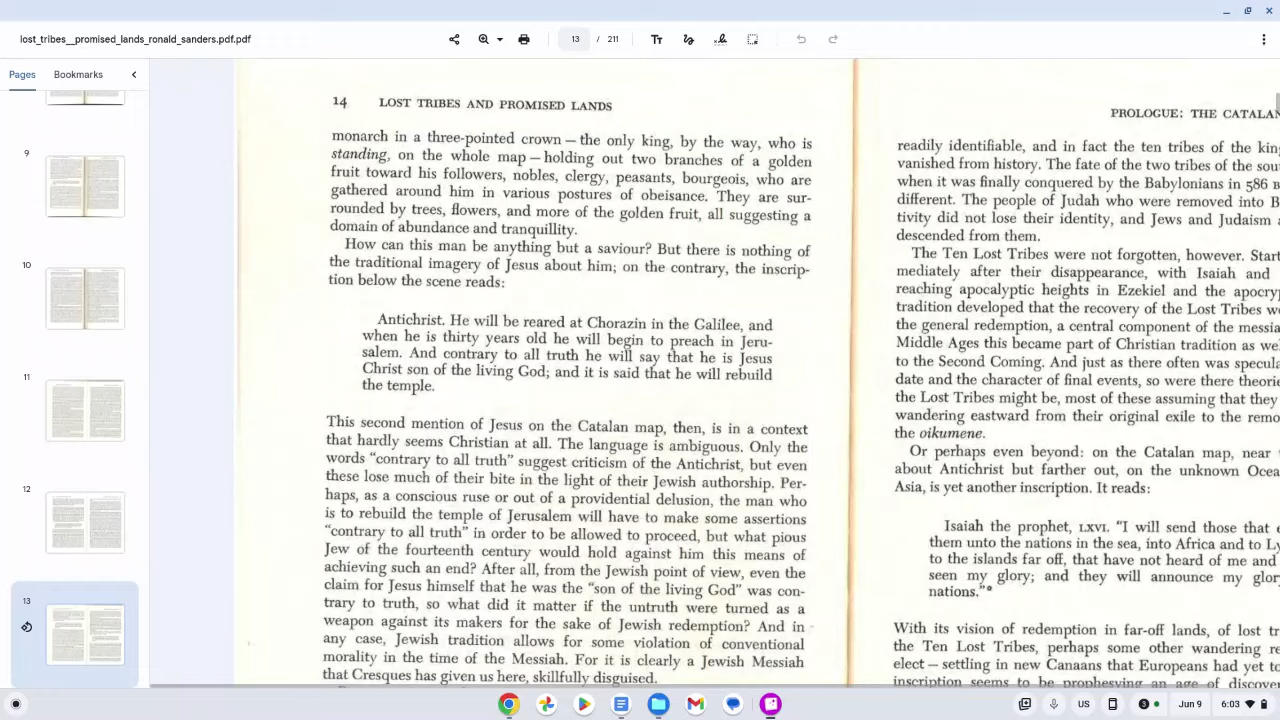 lost_tribes__promised_lands_ronald_sanders.pdf.pdf
13 / 211
Pages
Bookmarks
9
10
11
12
13
14 LOST TRIBES AND PROMISED LANDS
monarch in a three-pointed crown — the only king, by the way, who is
standing, on the whole map — holding out two branches of a golden
fruit toward his followers, nobles, clergy, peasants, bourgeois, who are
gathered around him in various postures of obeisance. They are sur-
rounded by trees, flowers, and more of the golden fruit, all suggesting a
domain of abundance and tranquillity.
How can this man be anything but a saviour? But there is nothing of
the traditional imagery of Jesus about him; on the contrary, the inscrip-
tion below the scene reads:
Antichrist. He will be reared at Chorazin in the Galilee, and
when he is thirty years old he will begin to preach in Jeru-
salem. And contrary to all truth he will say that he is Jesus
Christ son of the living God; and it is said that he will rebuild
the temple.
This second mention of Jesus on the Catalan map, then, is in a context
that hardly seems Christian at all. The language is ambiguous. Only the
words “contrary to all truth” suggest criticism of the Antichrist, but even
these lose much of their bite in the light of their Jewish authorship. Per-
haps, as a conscious ruse or out of a providential delusion, the man who
is to rebuild the temple of Jerusalem will have to make some assertions
“contrary to all truth” in order to be allowed to proceed, but what pious
Jew of the fourteenth century would hold against him this means of
achieving such an end? After all, from the Jewish point of view, even the
claim for Jesus himself that he was the “son of the living God” was con-
trary to truth, so what did it matter if the untruth were turned as a
weapon against its makers for the sake of Jewish redemption? And in
any case, Jewish tradition allows for some violation of conventional
morality in the time of the Messiah. For it is clearly a Jewish Messiah
that Cresques has given us here, skillfully disguised.
PROLOGUE: THE CATALAN
readily identifiable, and in fact the ten tribes of the king
vanished from history. The fate of the two tribes of the sou
when it was finally conquered by the Babylonians in 586 B
different. The people of Judah who were removed into B
tivity did not lose their identity, and Jews and Judaism
descended from them.
The Ten Lost Tribes were not forgotten, however. Start
mediately after their disappearance, with Isaiah and
reaching apocalyptic heights in Ezekiel and the apocryp
tradition developed that the recovery of the Lost Tribes w
the general redemption, a central component of the messia
Middle Ages this became part of Christian tradition as wel
to the Second Coming. And just as there often was specula
date and the character of final events, so were there theorie
the Lost Tribes might be, most of these assuming that they
wandering eastward from their original exile to the remo
the oikumene.
Or perhaps even beyond: on the Catalan map, near
about Antichrist but farther out, on the unknown Ocea
Asia, is yet another inscription. It reads:
Isaiah the prophet, LXVI. “I will send those that e
them unto the nations in the sea, into Africa and to Ly
to the islands far off, that have not heard of me and
seen my glory; and they will announce my glory
nations.”*
With its vision of redemption in far-off lands, of lost tr
the Ten Lost Tribes, perhaps some other wandering re
elect — settling in new Canaans that Europeans had yet to
inscription seems to be prophesying an age of discover
US
3
Jun 9
6:03